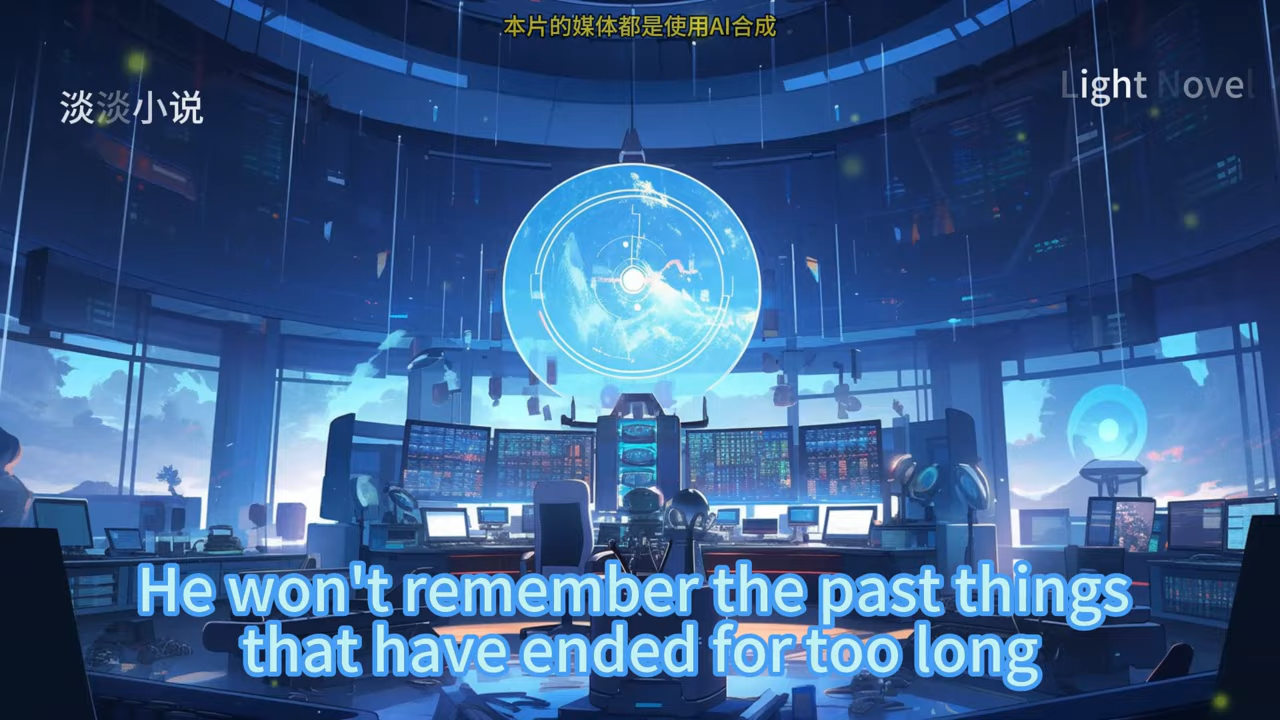 本片的媒体都是使用AI合成
淡淡小说
Light Novel
He won't remember the past things
that have ended for too long